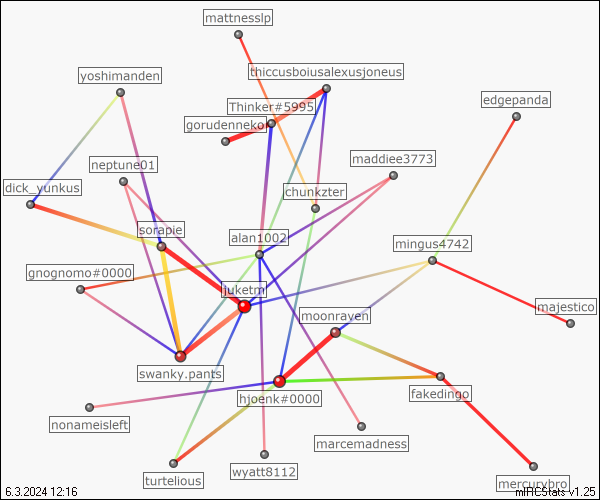 mattnesslp
yoshimanden
thiccusboiusalexusjoneus
edgepanda
Thinker#5995
gorudenneko
neptune01
maddiee3773
dick_yunkus
chunkzter
sorapie
alan1002
mingus4742
gnognomo#0000
juketm
majestico
moonraven
swanky.pants
hjoenk#0000
fakedingo
nonameisleft
marcemadness
turtelious
wyatt8112
mercurybro
6.3.2024 12:16
mIRCStats v1.25